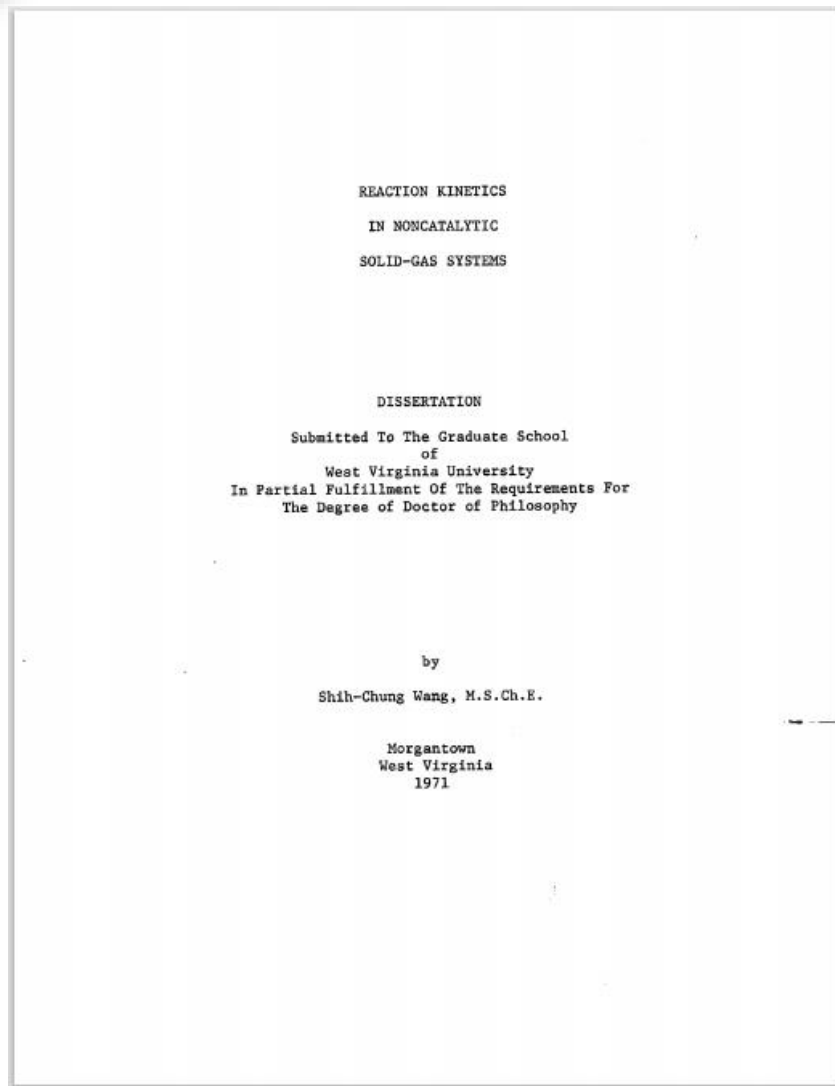 REACTION KINETICS
IN NONCATALYTIC
SOLID-GAS SYSTEMS
DISSERTATION
Submitted To The Graduate School
of
West Virginia University
In Partial Fulfillment Of The Requirements For
The Degree of Doctor of Philosophy
by
Shih-Chung Wang, M.S.Ch.E.
Morgantown
West Virginia
1971